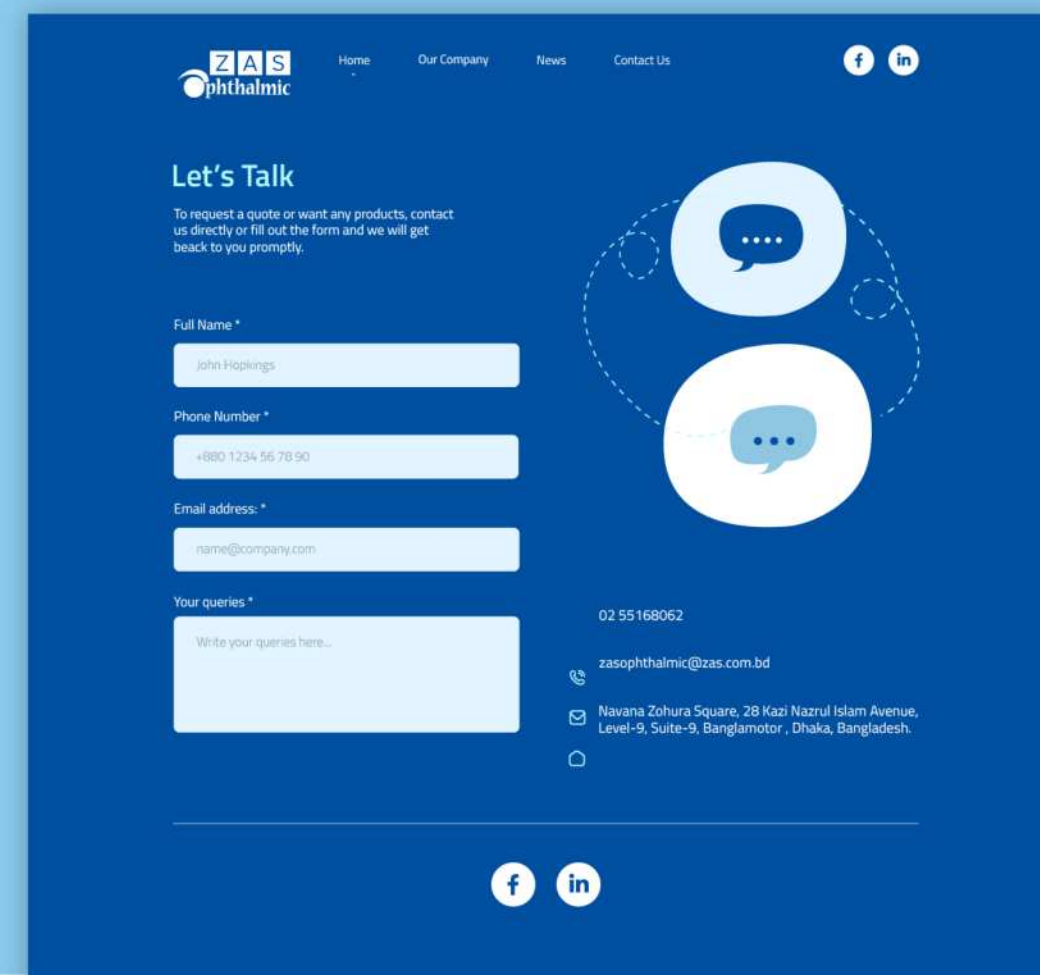 ZAS
Ophthalmic
Home
Our Company
News
Contact Us
f
in
Let's Talk
To request a quote or want any products, contact
us directly or fill out the form and we will get
beack to you promptly.
Full Name *
John Hopkings
Phone Number *
+880 1234 56 78 90
Email address: *
name@company.com
Your queries *
Write your queries here...
02 55168062
zasophthalmic@zas.com.bd
Navana Zohura Square, 28 Kazi Nazrul Islam Avenue,
Level-9, Suite-9, Banglamotor , Dhaka, Bangladesh.
f
in